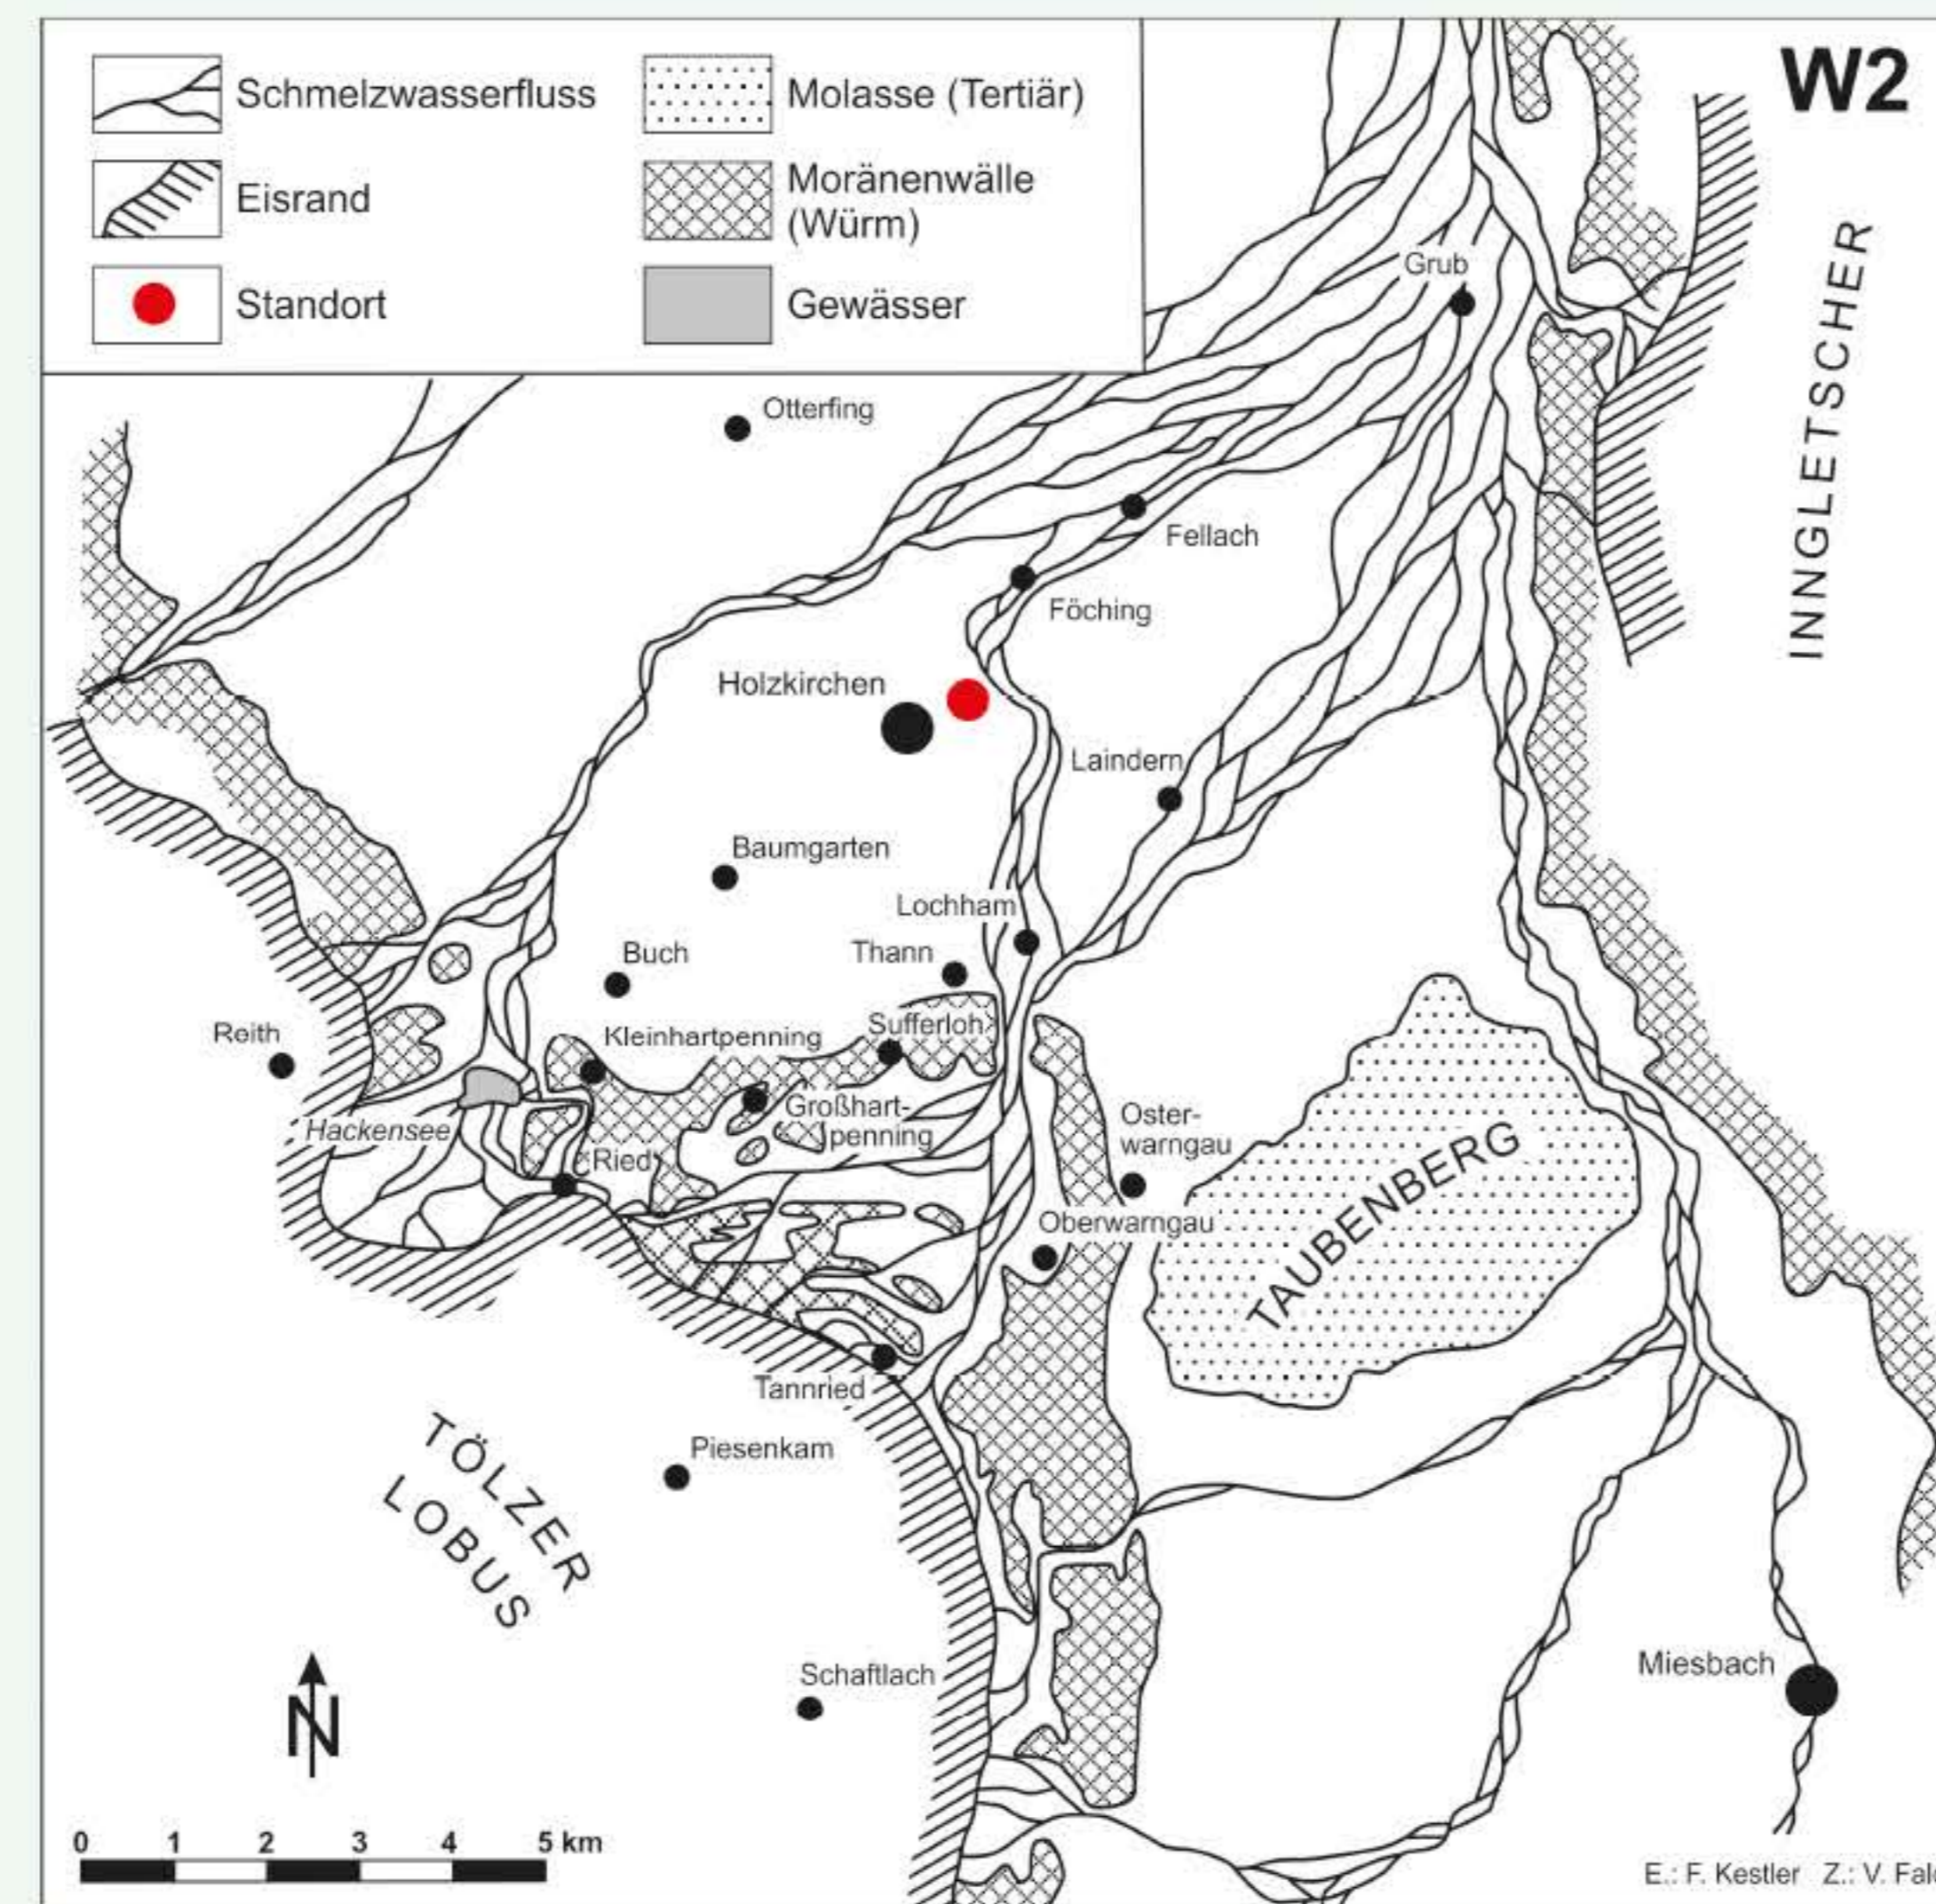 W2
Schmelzwasserfluss
Eisrand
Standort
Molasse (Tertiär)
Moränenwälle
(Würm)
Gewässer
Grub
INNGLETSCHER
Otterfing
Fellach
Föching
Holzkirchen
Laindern
Baumgarten
Lochham
Buch
Thann
Reith
Kleinhartpenning
Sufferloh
Hackensee
Großhart-
penning
Oster-
warngau
Ried
Oberwarngau
TAUBENBERG
Tannried
Piesenkam
TÖLZER
LOBUS
Schaftlach
Miesbach
N
0 1 2 3 4 5 km
E.: F. Kestler Z.: V.